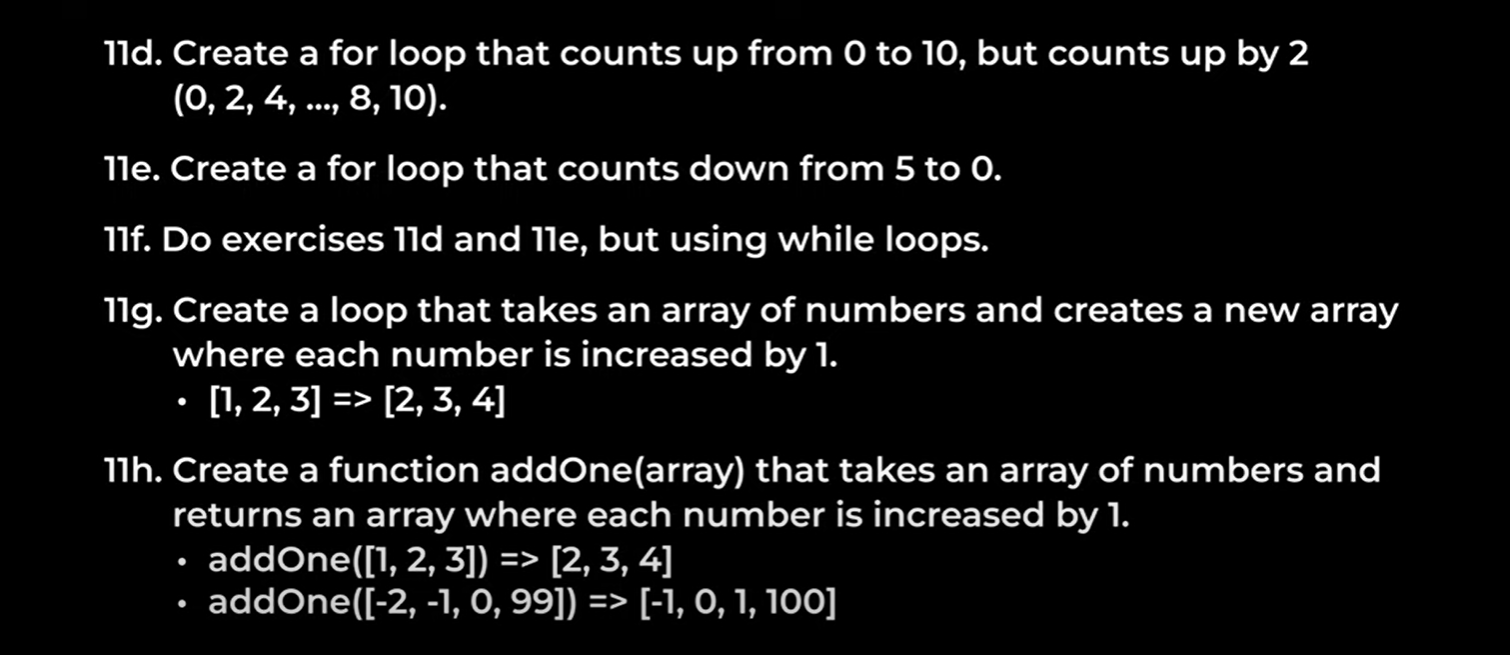 11d. Create a for loop that counts up from 0 to 10, but counts up by 2
(0, 2, 4, ..., 8, 10).
11e. Create a for loop that counts down from 5 to 0.
11f. Do exercises 11d and 11e, but using while loops.
11g. Create a loop that takes an array of numbers and creates a new array
where each number is increased by 1.
• [1, 2, 3] => [2, 3, 4]
11h. Create a function addOne(array) that takes an array of numbers and
returns an array where each number is increased by 1.
• addOne([1, 2, 3]) => [2, 3, 4]
• addOne([-2, -1, 0, 99]) => [-1, 0, 1, 100]